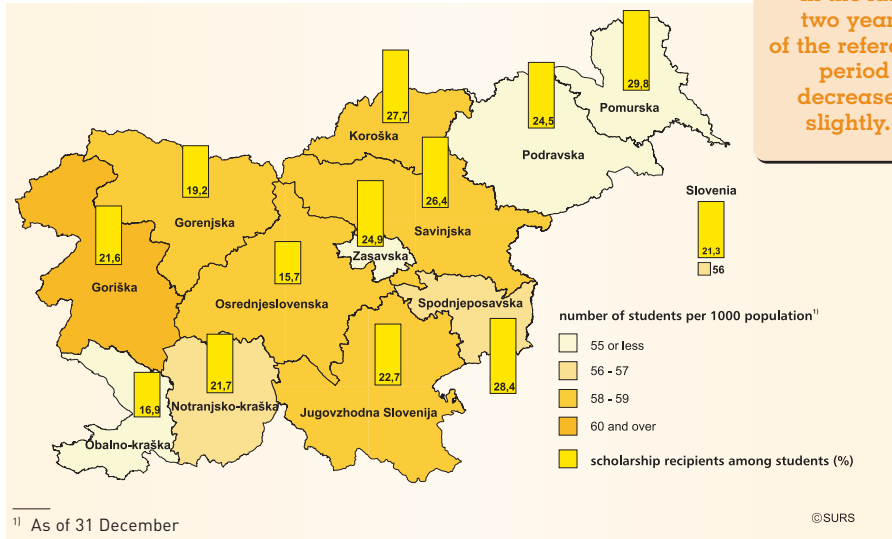 two year
of the refere
period
decrease
slightly.
29,8
Pomurska
24,5
Podravska
27,7
Koroška
26,4
Savinjska
19,2
Gorenjska
24,9
Zasavska
21,6
Goriška
15,7
Osrednjeslovenska
Spodnjeposavska
28,4
21,7
Notranjsko-kraška
22,7
Jugovzhodna Slovenija
16,9
Obalno-kraška
Slovenia
21,3
56
number of students per 1000 population¹⁾
55 or less
56 - 57
58 - 59
60 and over
scholarship recipients among students (%)
¹⁾ As of 31 December
©SURS